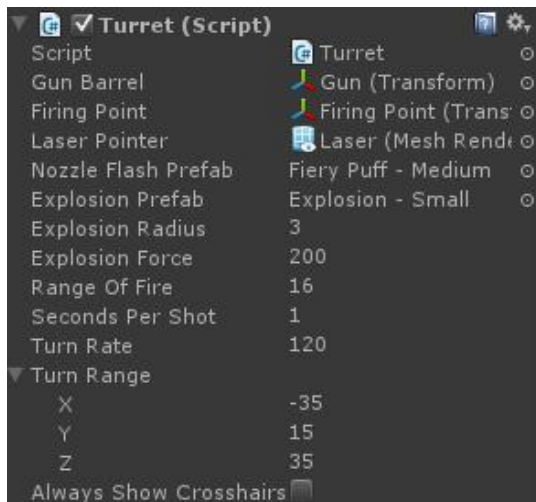 Turret (Script)
Script Turret
Gun Barrel Gun (Transform)
Firing Point Firing Point (Trans
Laser Pointer Laser (Mesh Rende
Nozzle Flash Prefab Fiery Puff - Medium
Explosion Prefab Explosion - Small
Explosion Radius 3
Explosion Force 200
Range Of Fire 16
Seconds Per Shot 1
Turn Rate 120
Turn Range
X -35
Y 15
Z 35
Always Show Crosshairs